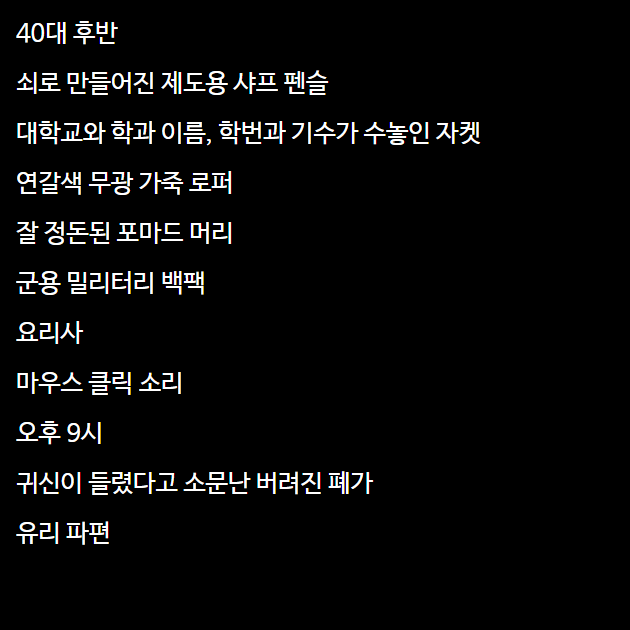 40대 후반
쇠로 만들어진 제도용 샤프 펜슬
대학교와 학과 이름, 학번과 기수가 수놓인 자켓
연갈색 무광 가죽 로퍼
잘 정돈된 포마드 머리
군용 밀리터리 백팩
요리사
마우스 클릭 소리
오후 9시
귀신이 들렸다고 소문난 버려진 폐가
유리 파편